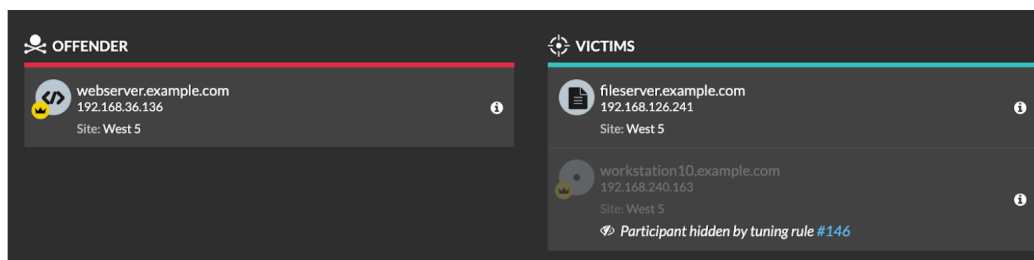 OFFENDER
webserver.example.com
192.168.36.136
Site: West 5
VICTIMS
fileserver.example.com
192.168.126.241
Site: West 5
workstation10.example.com
192.168.240.163
Site: West 5
Participant hidden by tuning rule #146